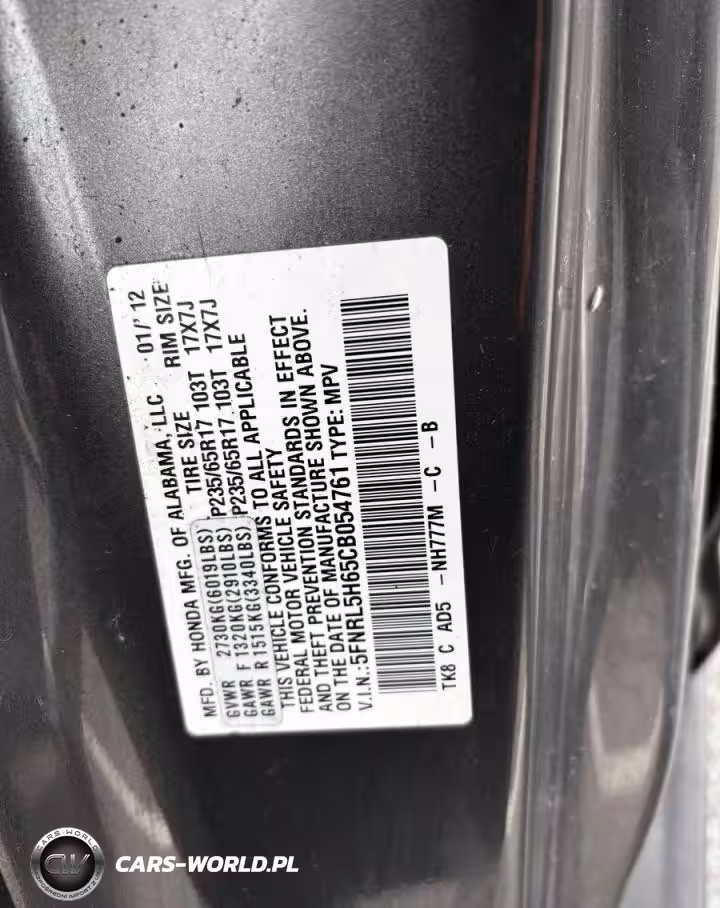 MFD. BY HONDA MFG. OF ALABAMA, LLC 01/'12
TIRE SIZE RIM SIZE
GVWR 2730KG(6019LBS)
GAWR F 1320KG(2910LBS) P235/65R17 103T 17X7J
GAWR R 1515KG(3340LBS) P235/65R17 103T 17X7J
THIS VEHICLE CONFORMS TO ALL APPLICABLE
FEDERAL MOTOR VEHICLE SAFETY
AND THEFT PREVENTION STANDARDS IN EFFECT
ON THE DATE OF MANUFACTURE SHOWN ABOVE.
V.I.N.:5FNRL5H65CB054761 TYPE: MPV
TK8 C AD5 -NH777M -C -B
CARS-WORLD
CW
CARS-WORLD.PL